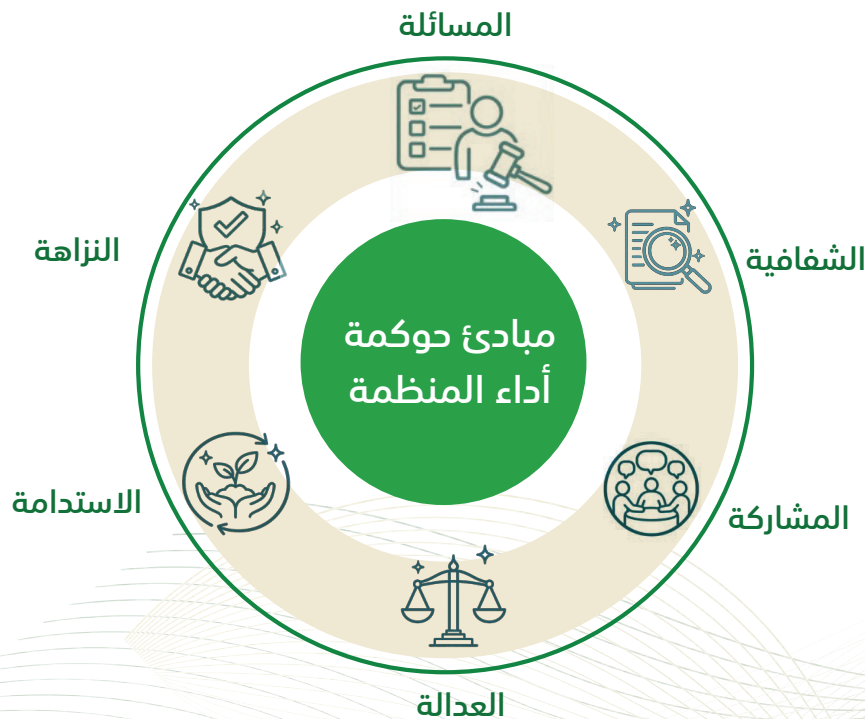 المسائلة
النزاهة
الشفافية
مبادئ حوكمة
أداء المنظمة
الاستدامة
المشاركة
العدالة